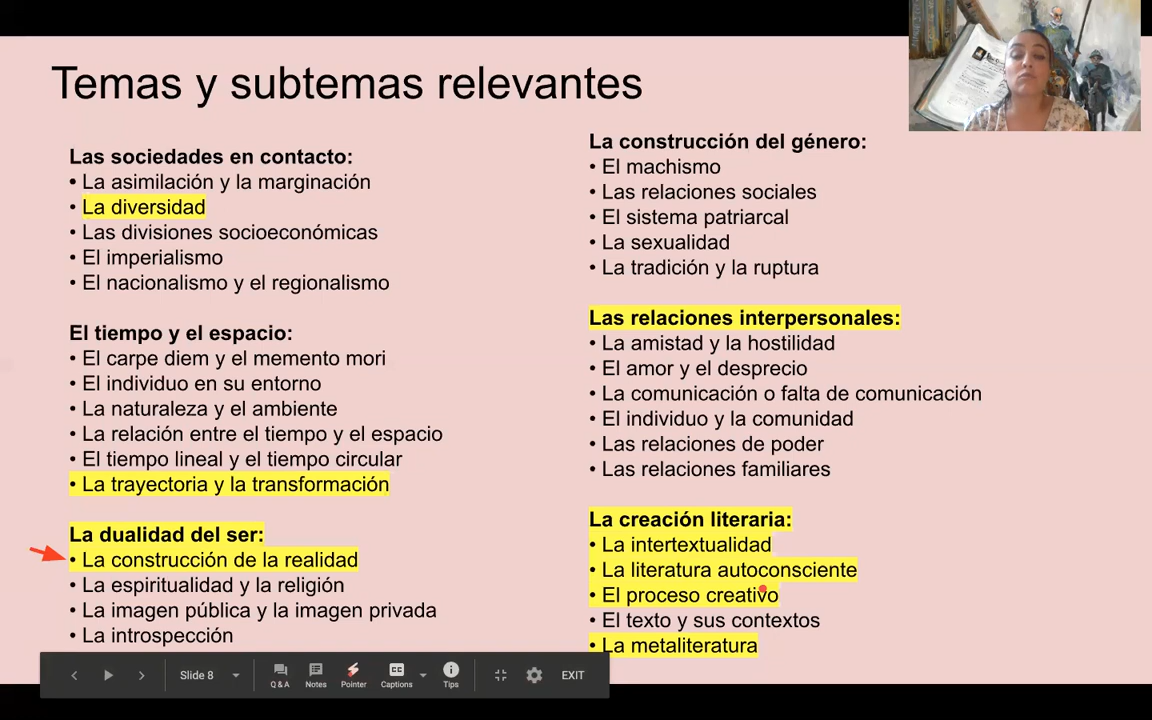 Temas y subtemas relevantes
Las sociedades en contacto:
• La asimilación y la marginación
• La diversidad
• Las divisiones socioeconómicas
• El imperialismo
• El nacionalismo y el regionalismo
El tiempo y el espacio:
• El carpe diem y el memento mori
• El individuo en su entorno
• La naturaleza y el ambiente
• La relación entre el tiempo y el espacio
• El tiempo lineal y el tiempo circular
• La trayectoria y la transformación
La dualidad del ser:
• La construcción de la realidad
• La espiritualidad y la religión
• La imagen pública y la imagen privada
• La introspección
La construcción del género:
• El machismo
• Las relaciones sociales
• El sistema patriarcal
• La sexualidad
• La tradición y la ruptura
Las relaciones interpersonales:
• La amistad y la hostilidad
• El amor y el desprecio
• La comunicación o falta de comunicación
• El individuo y la comunidad
• Las relaciones de poder
• Las relaciones familiares
La creación literaria:
• La intertextualidad
• La literatura autoconsciente
• El proceso creativo
• El texto y sus contextos
• La metaliteratura
Slide 8
Q & A
Notes
Pointer
CC
Captions
Tips
EXIT